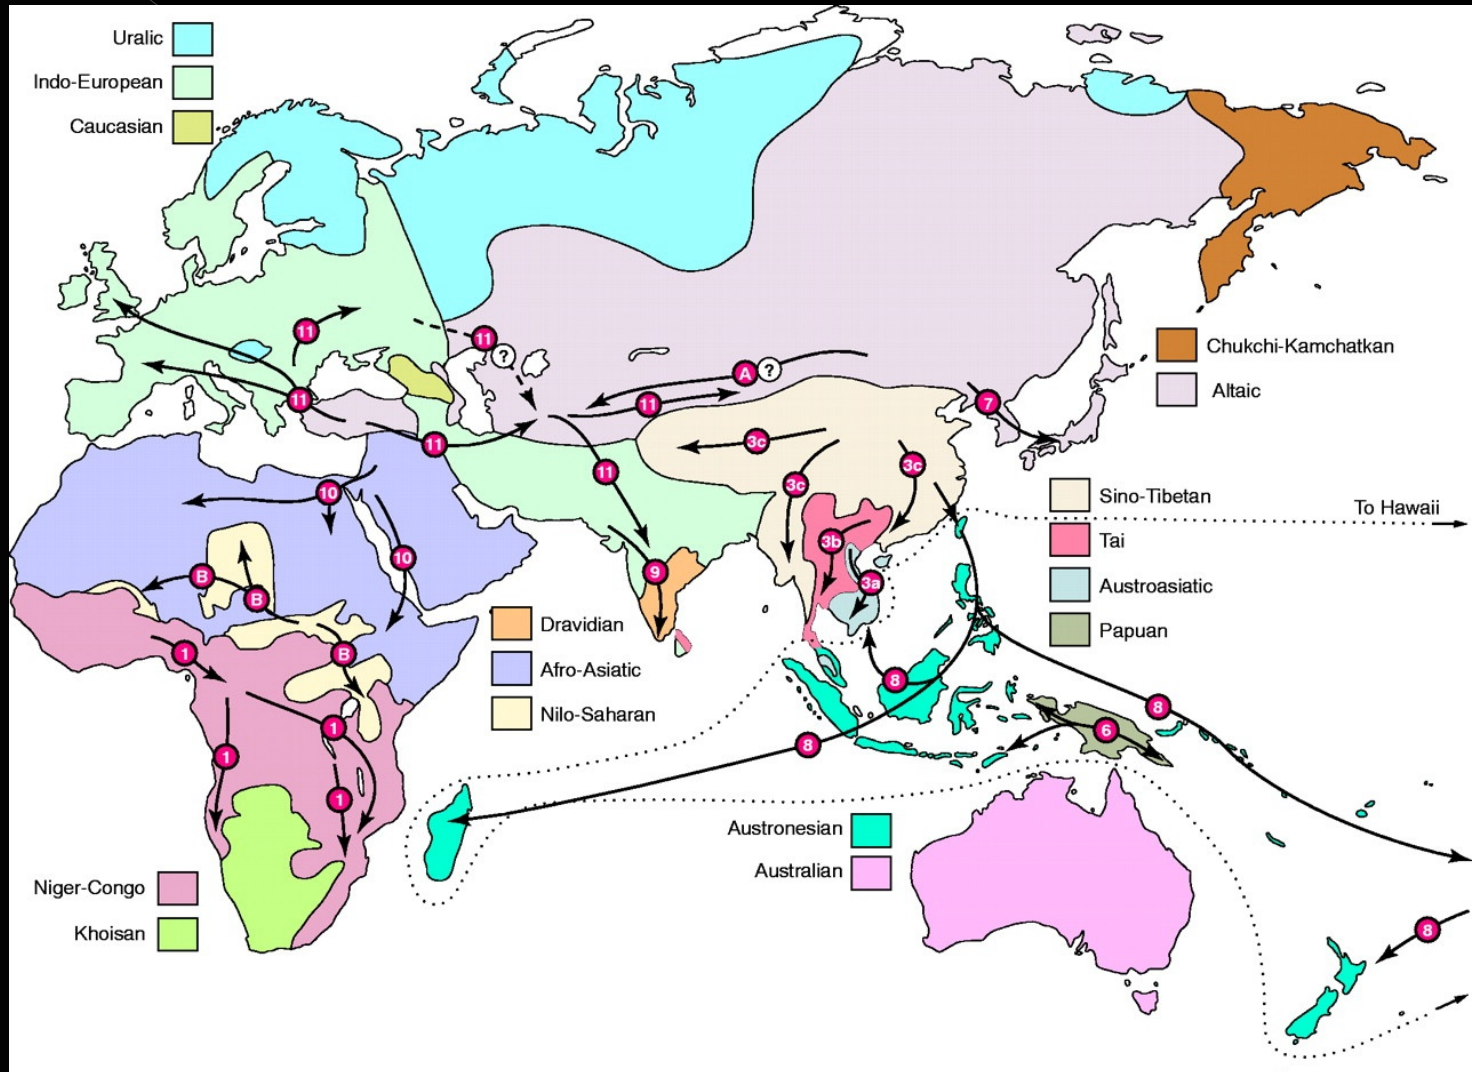 Uralic
Indo-European
Caucasian
11
11
?
11
11
11
A
?
11
11
7
Chukchi-Kamchatkan
Altaic
3c
3c
3c
10
10
B
B
B
9
3b
3a
Sino-Tibetan
Tai
Austroasiatic
Papuan
To Hawaii
Dravidian
Afro-Asiatic
Nilo-Saharan
1
1
1
1
8
8
8
6
Austronesian
Australian
Niger-Congo
Khoisan
8